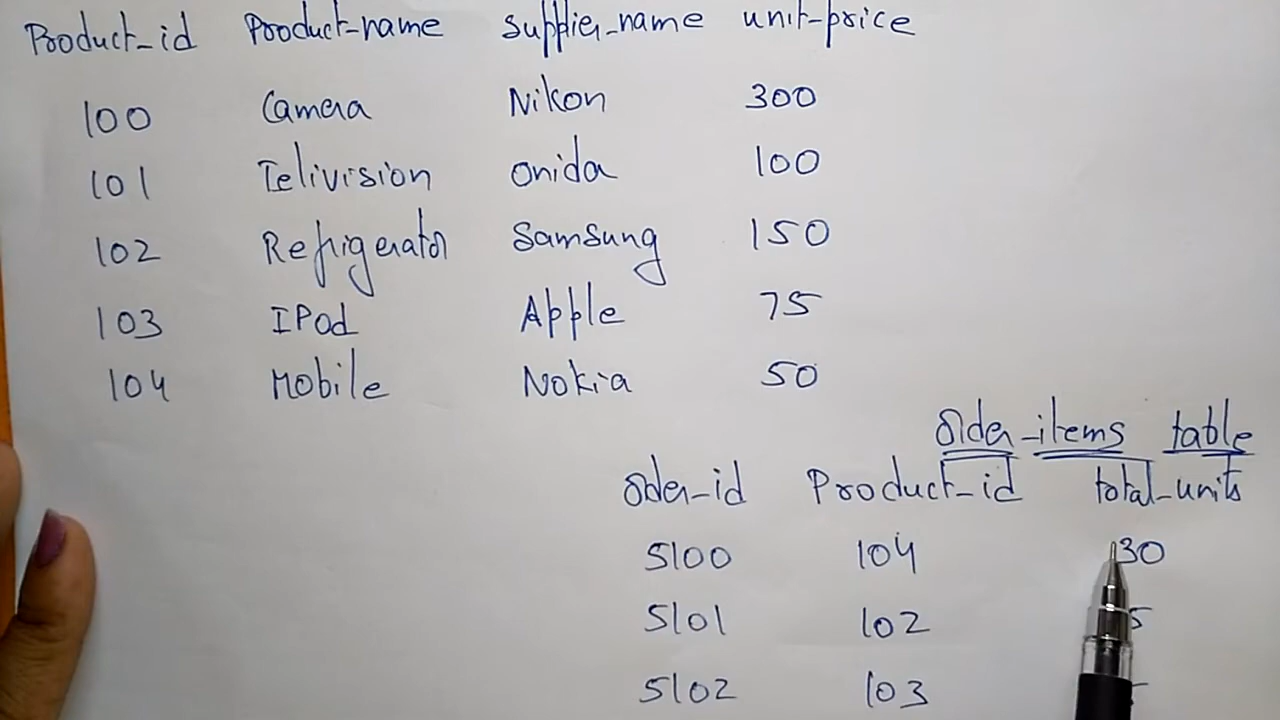 Product_id Product_name Supplier_name unit_price
100 Camera Nikon 300
101 Telivision Onida 100
102 Refrigerator Samsung 150
103 IPod Apple 75
104 Mobile Nokia 50
Order_items table
Order_id Product_id total_units
5100 104 30
5101 102
5102 103